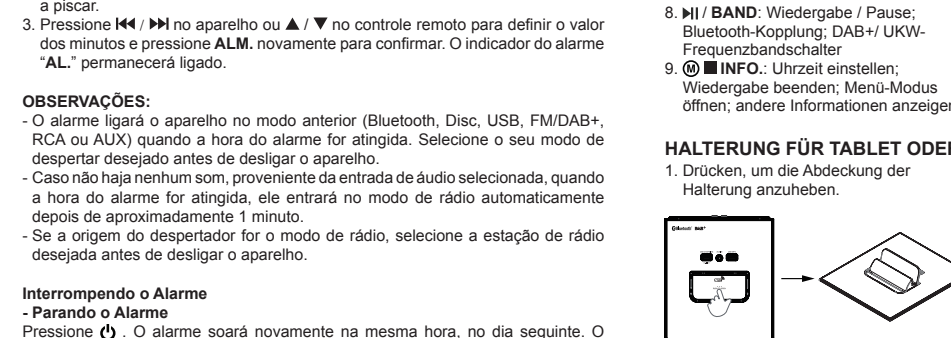 a piscar.
3. Pressione ⏮ / ⏭ no aparelho ou ▲ / ▼ no controle remoto para definir o valor
dos minutos e pressione ALM. novamente para confirmar. O indicador do alarme
“AL.” permanecerá ligado.
OBSERVAÇÕES:
- O alarme ligará o aparelho no modo anterior (Bluetooth, Disc, USB, FM/DAB+,
RCA ou AUX) quando a hora do alarme for atingida. Selecione o seu modo de
despertar desejado antes de desligar o aparelho.
- Caso não haja nenhum som, proveniente da entrada de áudio selecionada, quando
a hora do alarme for atingida, ele entrará no modo de rádio automaticamente
depois de aproximadamente 1 minuto.
- Se a origem do despertador for o modo de rádio, selecione a estação de rádio
desejada antes de desligar o aparelho.
Interrompendo o Alarme
- Parando o Alarme
Pressione ⏻ . O alarme soará novamente na mesma hora, no dia seguinte. O
8. ⏯ / BAND: Wiedergabe / Pause;
Bluetooth-Kopplung; DAB+/ UKW-
Frequenzbandschalter
9. Ⓜ ■ INFO.: Uhrzeit einstellen;
Wiedergabe beenden; Menü-Modus
öffnen; andere Informationen anzeigen
HALTERUNG FÜR TABLET ODER
1. Drücken, um die Abdeckung der
Halterung anzuheben.
Bluetooth DAB+